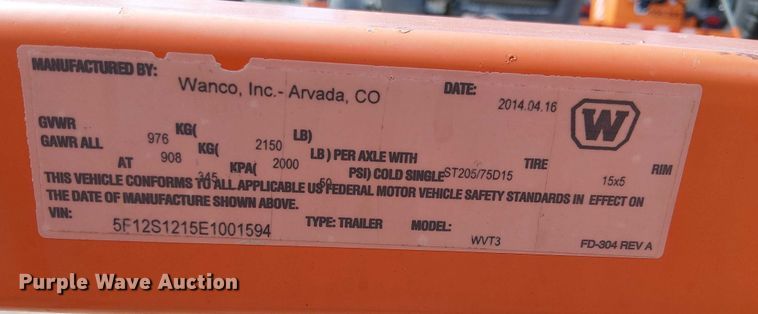 MANUFACTURED BY: Wanco, Inc.- Arvada, CO DATE: 2014.04.16
W
GVWR 976 KG( 2150 LB)
GAWR ALL 908 KG( 2000 LB) PER AXLE WITH ST205/75D15 TIRE 15x5 RIM
AT 345 KPA( 50 PSI) COLD SINGLE
THIS VEHICLE CONFORMS TO ALL APPLICABLE US FEDERAL MOTOR VEHICLE SAFETY STANDARDS IN EFFECT ON
THE DATE OF MANUFACTURE SHOWN ABOVE.
VIN: 5F12S1215E1001594 TYPE: TRAILER MODEL: WVT3 FD-304 REV A
Purple Wave Auction